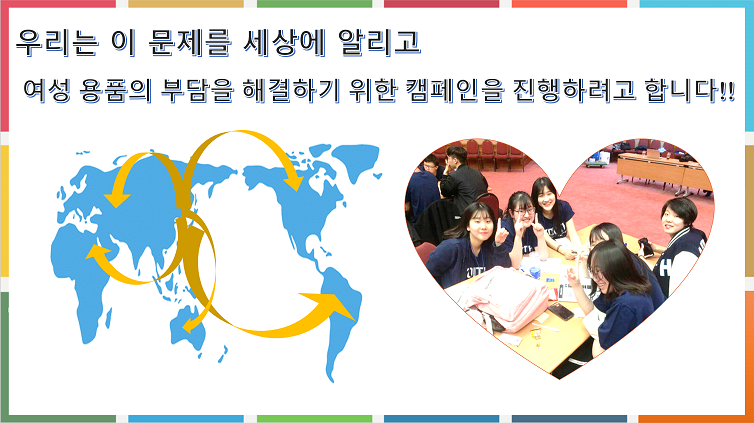 우리는 이 문제를 세상에 알리고
여성 용품의 부담을 해결하기 위한 캠페인을 진행하려고 합니다!!